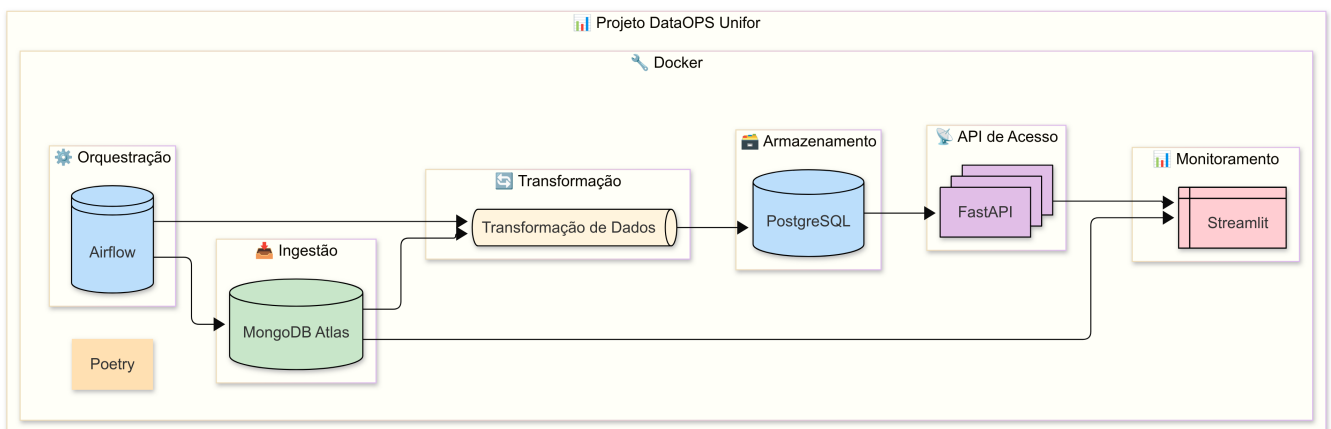 📊 Projeto DataOPS Unifor
🔧 Docker
⚙️ Orquestração
Airflow
Poetry
📥 Ingestão
MongoDB Atlas
🔄 Transformação
Transformação de Dados
🗃️ Armazenamento
PostgreSQL
📡 API de Acesso
FastAPI
📊 Monitoramento
Streamlit